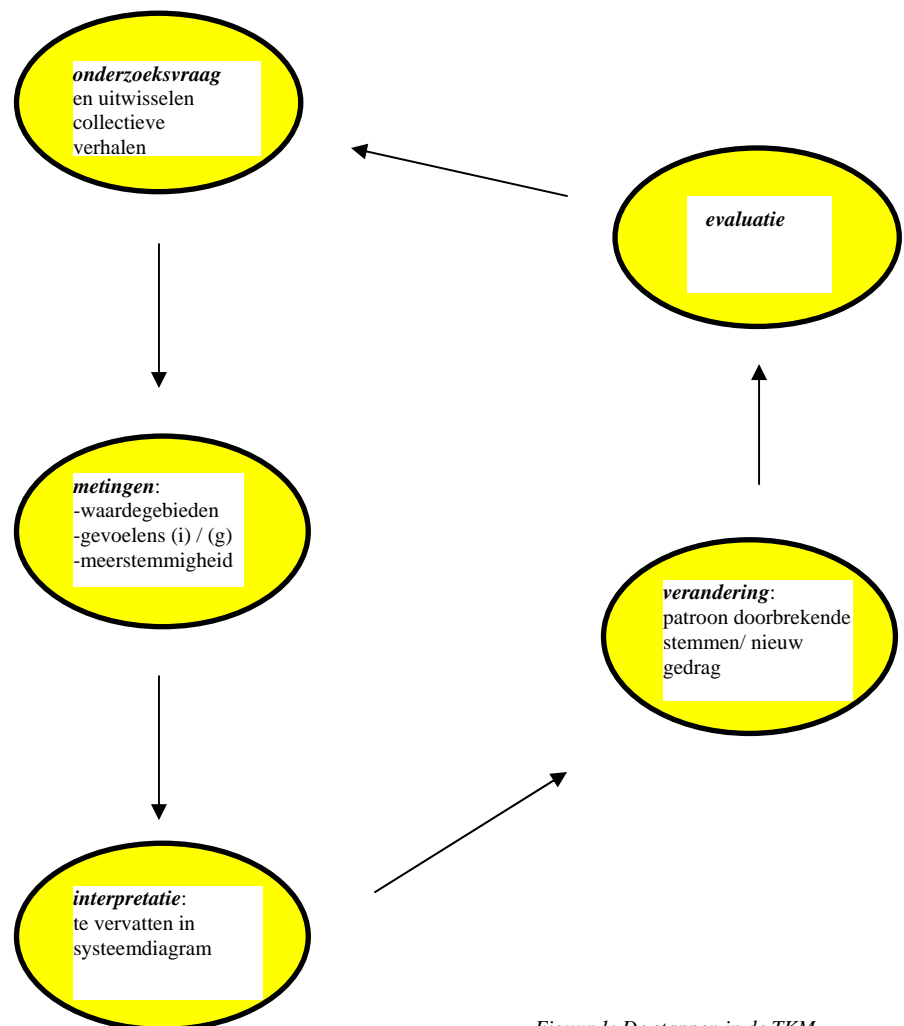 onderzoeksvraag
en uitwisselen
collectieve
verhalen
evaluatie
metingen:
-waardegebieden
-gevoelens (i) / (g)
-meerstemmigheid
verandering:
patroon doorbrekende
stemmen/ nieuw
gedrag
interpretatie:
te vervatten in
systeemdiagram
Figuur 1: De stappen in de TKM